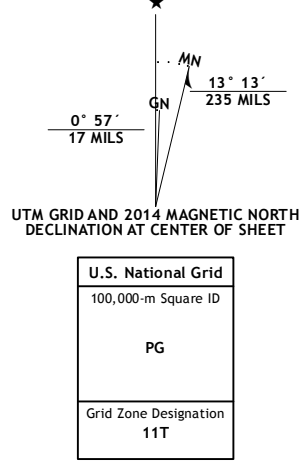 MN
GN
13° 13´
235 MILS
0° 57´
17 MILS
UTM GRID AND 2014 MAGNETIC NORTH
DECLINATION AT CENTER OF SHEET
U.S. National Grid
100,000-m Square ID
PG
Grid Zone Designation
11T